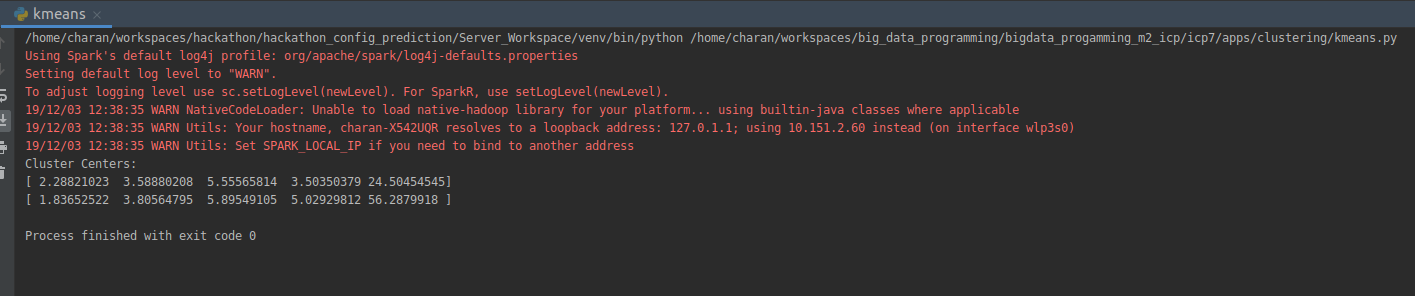 kmeans
/home/charan/workspaces/hackathon/hackathon_config_prediction/Server_Workspace/venv/bin/python /home/charan/workspaces/big_data_programming/bigdata_progamming_m2_icp/icp7/apps/clustering/kmeans.py
Using Spark's default log4j profile: org/apache/spark/log4j-defaults.properties
Setting default log level to "WARN".
To adjust logging level use sc.setLogLevel(newLevel). For SparkR, use setLogLevel(newLevel).
19/12/03 12:38:35 WARN NativeCodeLoader: Unable to load native-hadoop library for your platform... using builtin-java classes where applicable
19/12/03 12:38:35 WARN Utils: Your hostname, charan-X542UQR resolves to a loopback address: 127.0.1.1; using 10.151.2.60 instead (on interface wlp3s0)
19/12/03 12:38:35 WARN Utils: Set SPARK_LOCAL_IP if you need to bind to another address
Cluster Centers:
[ 2.28821023  3.58880208  5.55565814  3.50350379 24.50454545]
[ 1.83652522  3.80564795  5.89549105  5.02929812 56.2879918 ]
Process finished with exit code 0